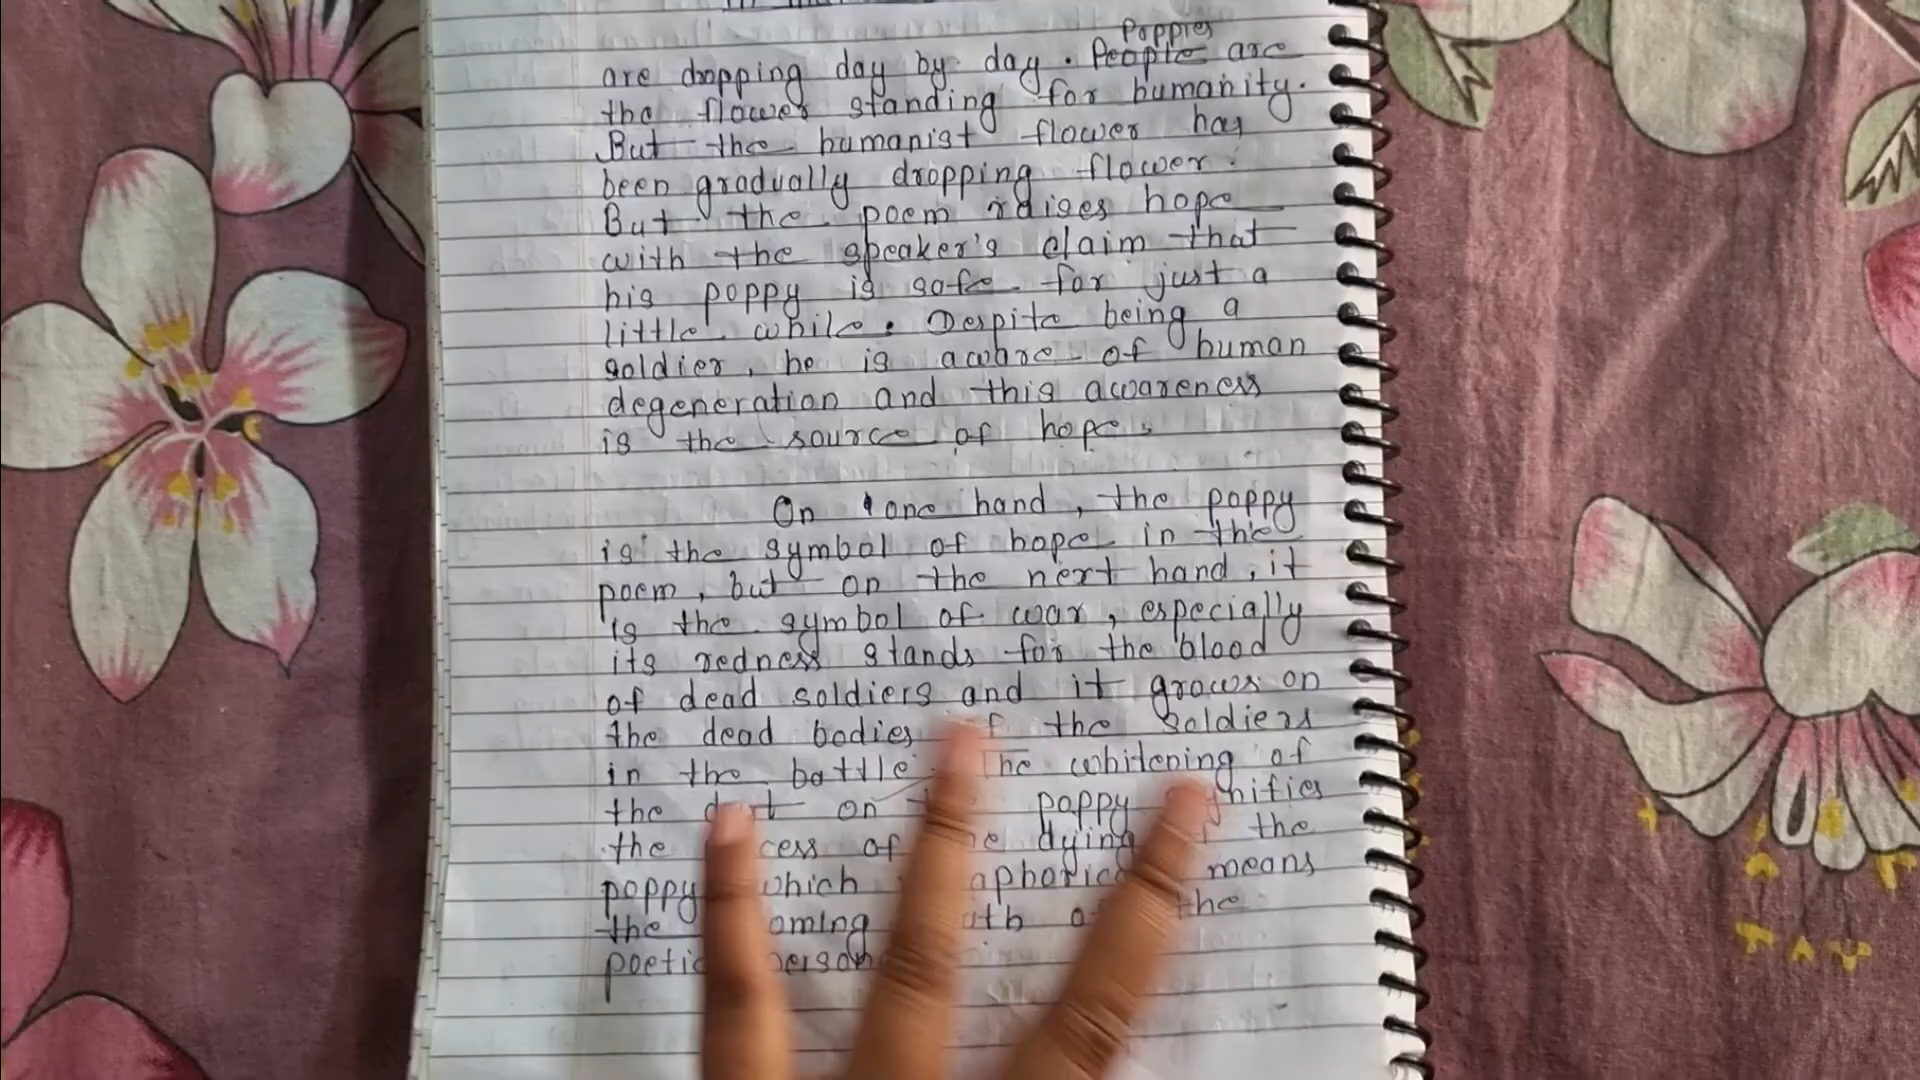 Poppies
are dropping day by day. People are
the flower standing for humanity.
But the humanist flower has
been gradually dropping flower.
But the poem raises hope
with the speaker's claim that
his poppy is safe for just a
little while. Despite being a
soldier, he is aware of human
degeneration and this awareness
is the source of hope.
On one hand, the poppy
is the symbol of hope in the
poem, but on the next hand, it
is the symbol of war, especially
its redness stands for the blood
of dead soldiers and it grows on
the dead bodies of the soldiers
in the battle. The whitening of
the on poppy
the of dying the
poppy which means
the the
poetic